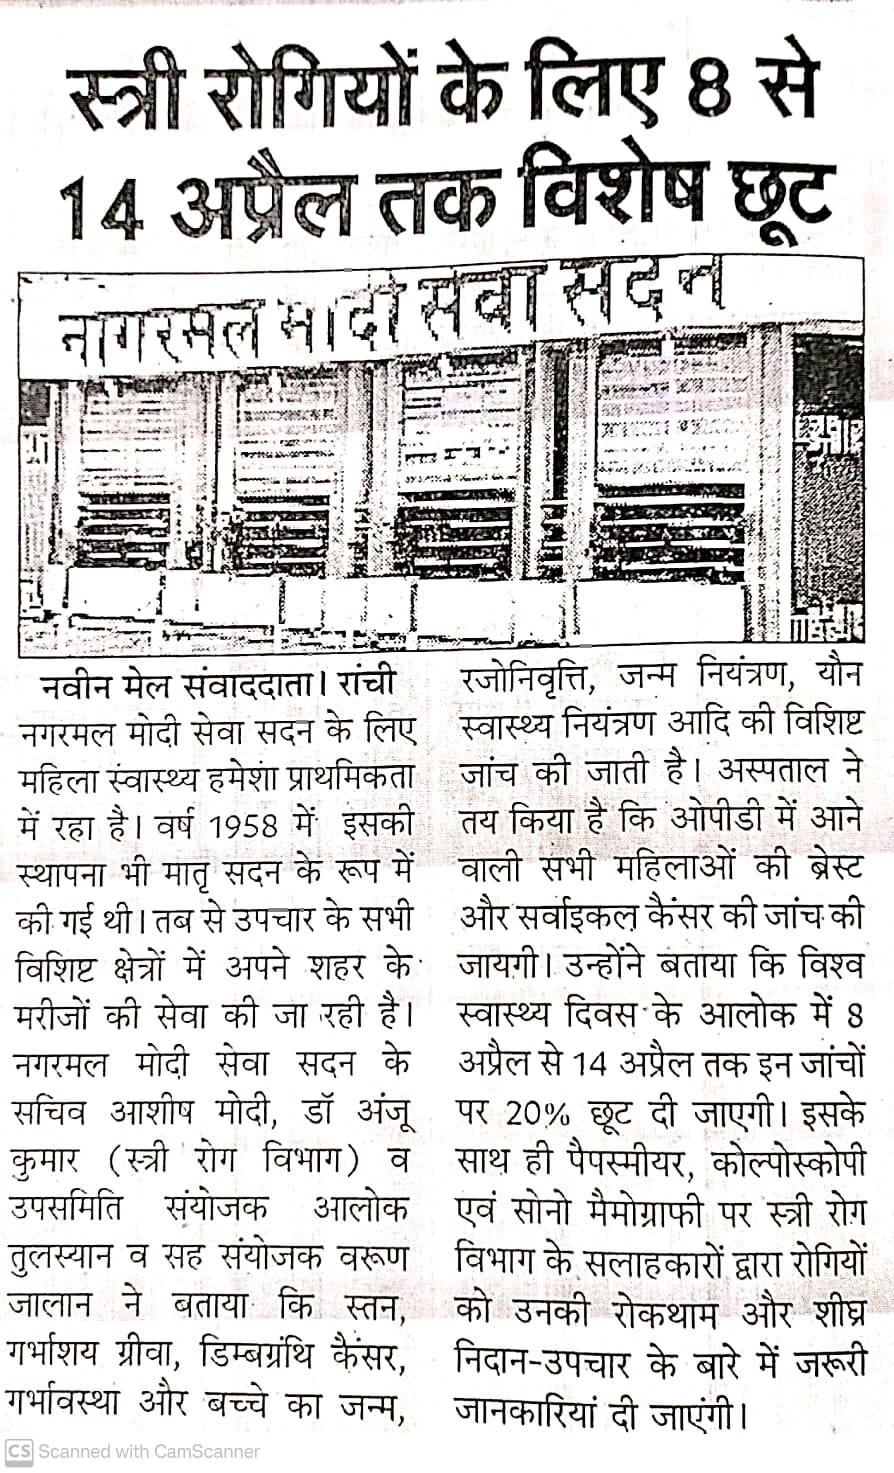 स्त्री रोगियों के लिए 8 से
14 अप्रैल तक विशेष छूट
नागरमल मोदी सेवा सदन
नवीन मेल संवाददाता। रांची
नगरमल मोदी सेवा सदन के लिए
महिला स्वास्थ्य हमेशा प्राथमिकता
में रहा है। वर्ष 1958 में इसकी
स्थापना भी मातृ सदन के रूप में
की गई थी। तब से उपचार के सभी
विशिष्ट क्षेत्रों में अपने शहर के
मरीजों की सेवा की जा रही है।
नगरमल मोदी सेवा सदन के
सचिव आशीष मोदी, डॉ अंजू
कुमार (स्त्री रोग विभाग) व
उपसमिति संयोजक आलोक
तुलस्यान व सह संयोजक वरूण
जालान ने बताया कि स्तन,
गर्भाशय ग्रीवा, डिम्बग्रंथि कैंसर,
गर्भावस्था और बच्चे का जन्म,
रजोनिवृत्ति, जन्म नियंत्रण, यौन
स्वास्थ्य नियंत्रण आदि की विशिष्ट
जांच की जाती है। अस्पताल ने
तय किया है कि ओपीडी में आने
वाली सभी महिलाओं की ब्रेस्ट
और सर्वाइकल कैंसर की जांच की
जायगी। उन्होंने बताया कि विश्व
स्वास्थ्य दिवस के आलोक में 8
अप्रैल से 14 अप्रैल तक इन जांचों
पर 20% छूट दी जाएगी। इसके
साथ ही पैपस्मीयर, कोल्पोस्कोपी
एवं सोनो मैमोग्राफी पर स्त्री रोग
विभाग के सलाहकारों द्वारा रोगियों
को उनकी रोकथाम और शीघ्र
निदान-उपचार के बारे में जरूरी
जानकारियां दी जाएंगी।
CS Scanned with CamScanner